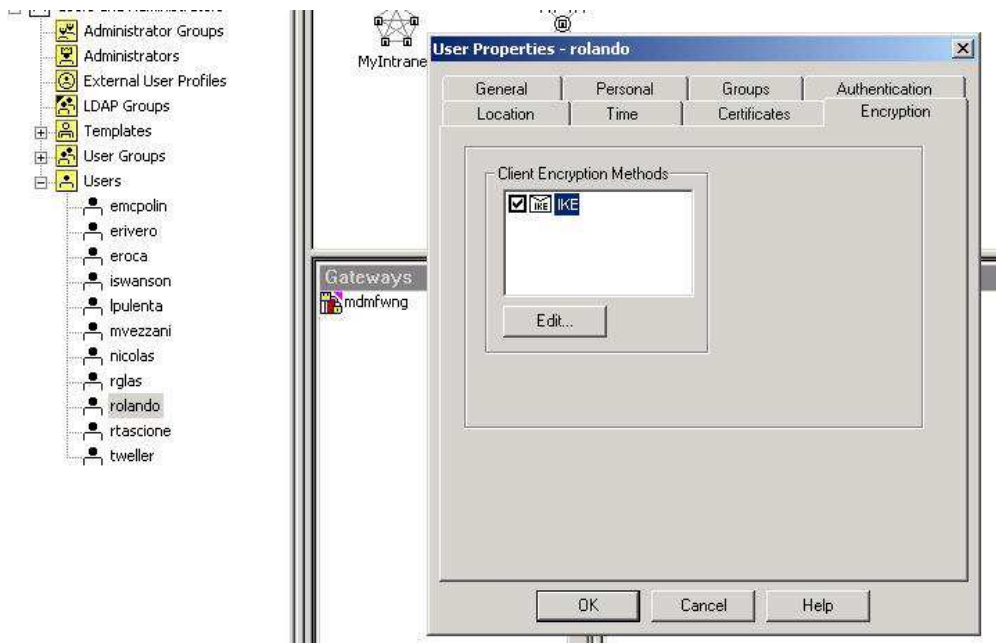 Administrator Groups
Administrators
External User Profiles
LDAP Groups
Templates
User Groups
Users
emcpolin
erivero
eroca
iswanson
lpulenta
mvezzani
nicolas
rglas
rolando
rtascione
tweller
MyIntrane
Gateways
mdmfwng
User Properties - rolando
General Personal Groups Authentication
Location Time Certificates Encryption
Client Encryption Methods
IKE IKE
Edit...
OK Cancel Help